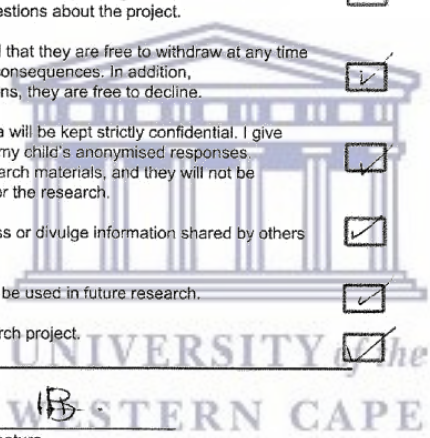 estions about the project.
that they are free to withdraw at any time
onsequences. In addition,
ns, they are free to decline.
a will be kept strictly confidential. I give
my child's anonymised responses.
arch materials, and they will not be
or the research.
ss or divulge information shared by others
be used in future research.
rch project.
UNIVERSITY of the
WESTERN CAPE